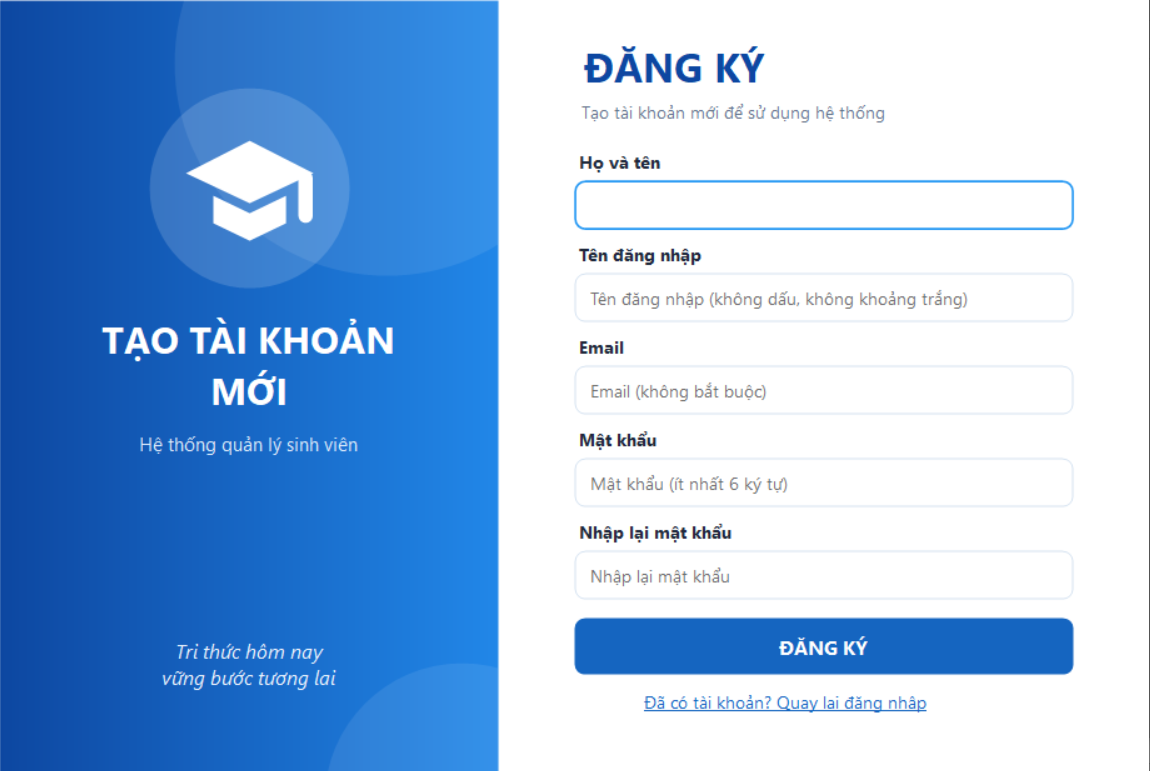 TẠO TÀI KHOẢN
MỚI
Hệ thống quản lý sinh viên
Tri thức hôm nay
vững bước tương lai
ĐĂNG KÝ
Tạo tài khoản mới để sử dụng hệ thống
Họ và tên
Tên đăng nhập
Tên đăng nhập (không dấu, không khoảng trắng)
Email
Email (không bắt buộc)
Mật khẩu
Mật khẩu (ít nhất 6 ký tự)
Nhập lại mật khẩu
Nhập lại mật khẩu
ĐĂNG KÝ
Đã có tài khoản? Quay lại đăng nhập